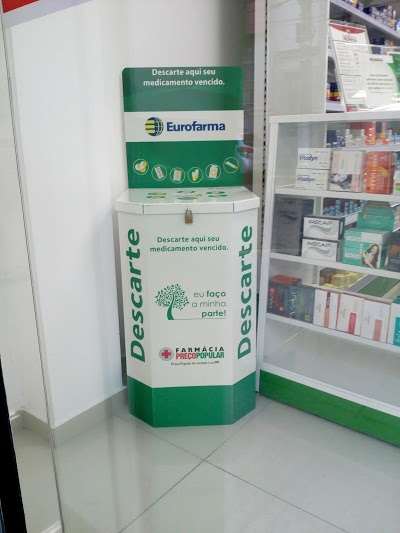 Descarte aqui seu
medicamento vencido.
Eurofarma
Descarte aqui seu
medicamento vencido.
Descarte
Descarte
eu faço
a minha
parte!
FARMÁCIA
PREÇOPOPULAR